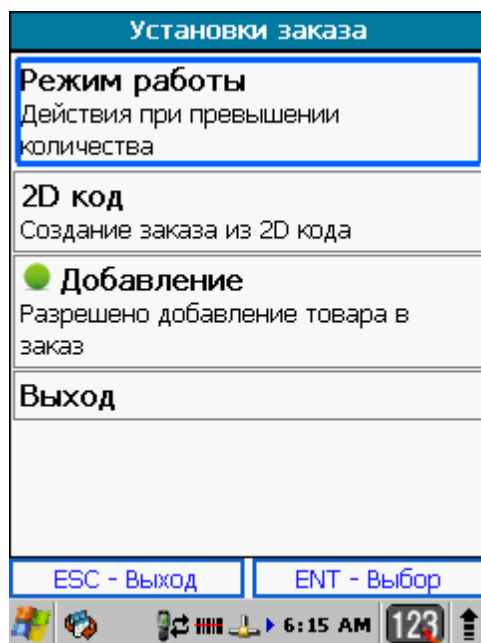 Установки заказа
Режим работы
Действия при превышении
количества
2D код
Создание заказа из 2D кода
Добавление
Разрешено добавление товара в
заказ
Выход
ESC - Выход
ENT - Выбор
6:15 AM
123